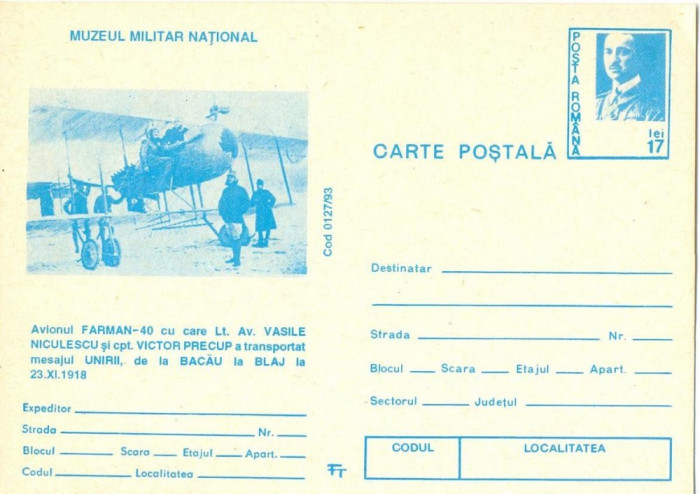 MUZEUL MILITAR NAȚIONAL
Avionul FARMAN-40 cu care Lt. Av. VASILE
NICULESCU și cpt. VICTOR PRECUP a transportat
mesajul UNIRII, de la BACĂU la BLAJ la
23.XI.1918
Expeditor
Strada Nr.
Blocul Scara Etajul Apart.
Codul Localitatea
Cod 0127/93
POȘTA ROMÂNĂ
lei
17
CARTE POȘTALĂ
Destinatar
Strada Nr.
Blocul Scara Etajul Apart.
Sectorul Județul
CODUL LOCALITATEA